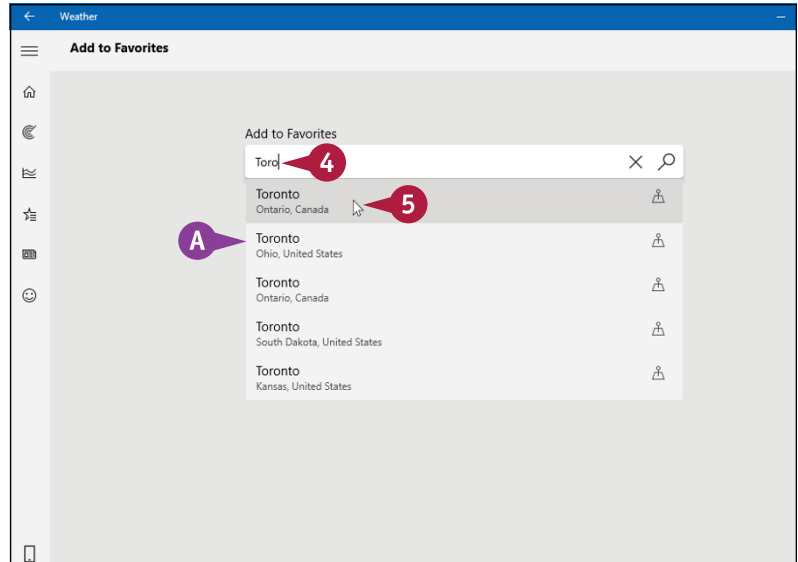 Weather
Add to Favorites
Add to Favorites
Toro
4
Toronto
Ontario, Canada
5
A
Toronto
Ohio, United States
Toronto
Ontario, Canada
Toronto
South Dakota, United States
Toronto
Kansas, United States